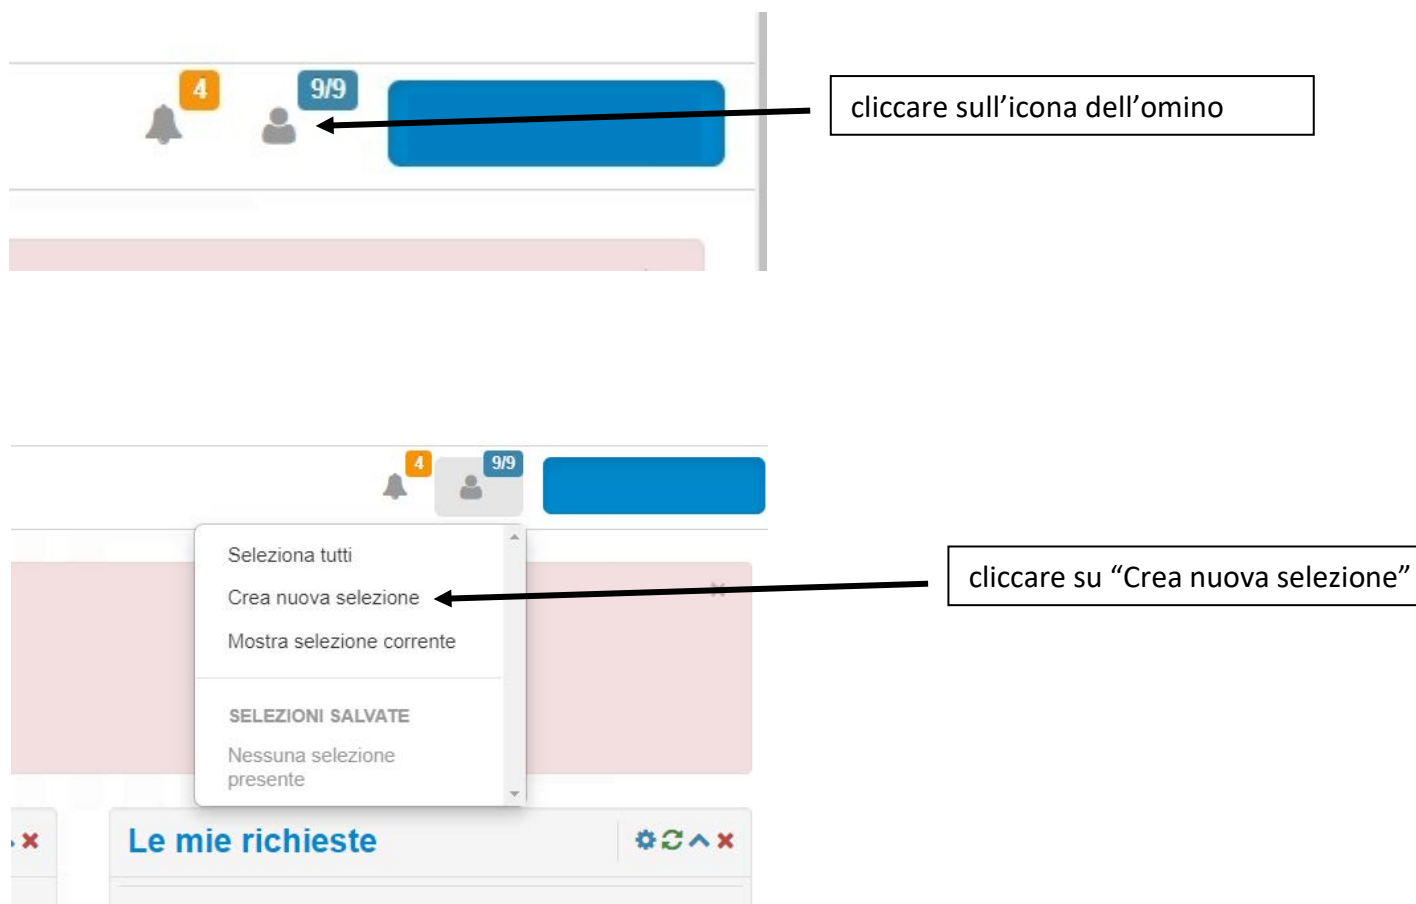 4
9/9
cliccare sull’icona dell’omino
4
9/9
Seleziona tutti
Crea nuova selezione
Mostra selezione corrente
cliccare su “Crea nuova selezione”
SELEZIONI SALVATE
Nessuna selezione
presente
Le mie richieste